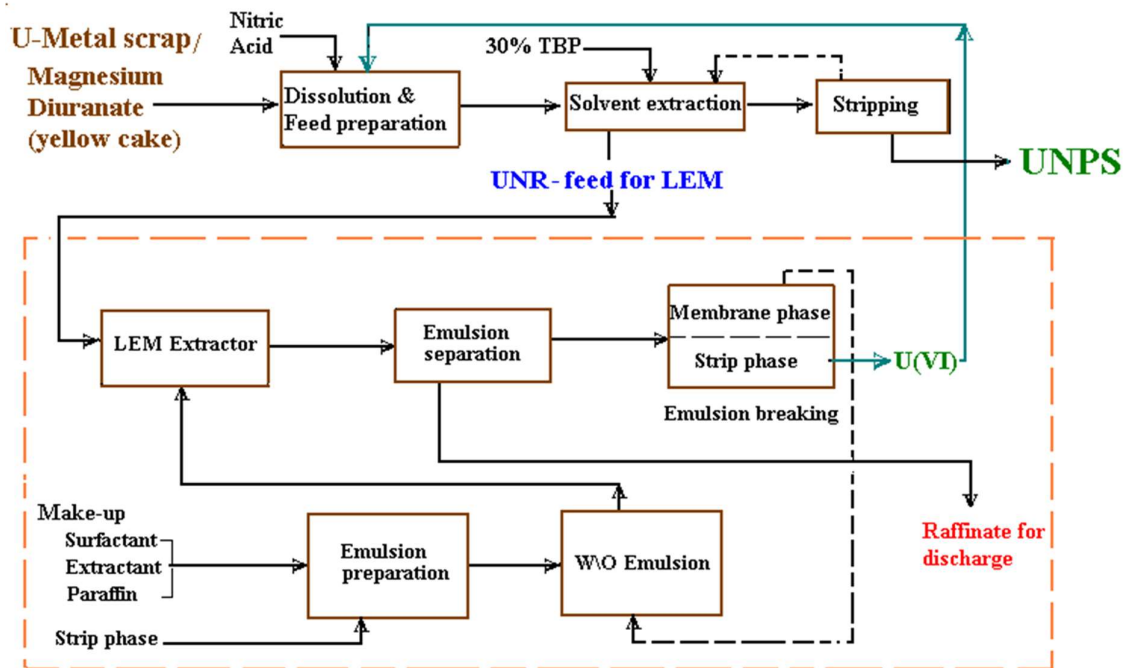 Nitric
Acid
U-Metal scrap/
Magnesium
Diuranate
(yellow cake)
Dissolution &
Feed preparation
30% TBP
Solvent extraction
Stripping
UNPS
UNR- feed for LEM
LEM Extractor
Emulsion
separation
Membrane phase
Strip phase
U(VI)
Emulsion breaking
Make-up
Surfactant
Extractant
Paraffin
Strip phase
Emulsion
preparation
W\O Emulsion
Raffinate for
discharge